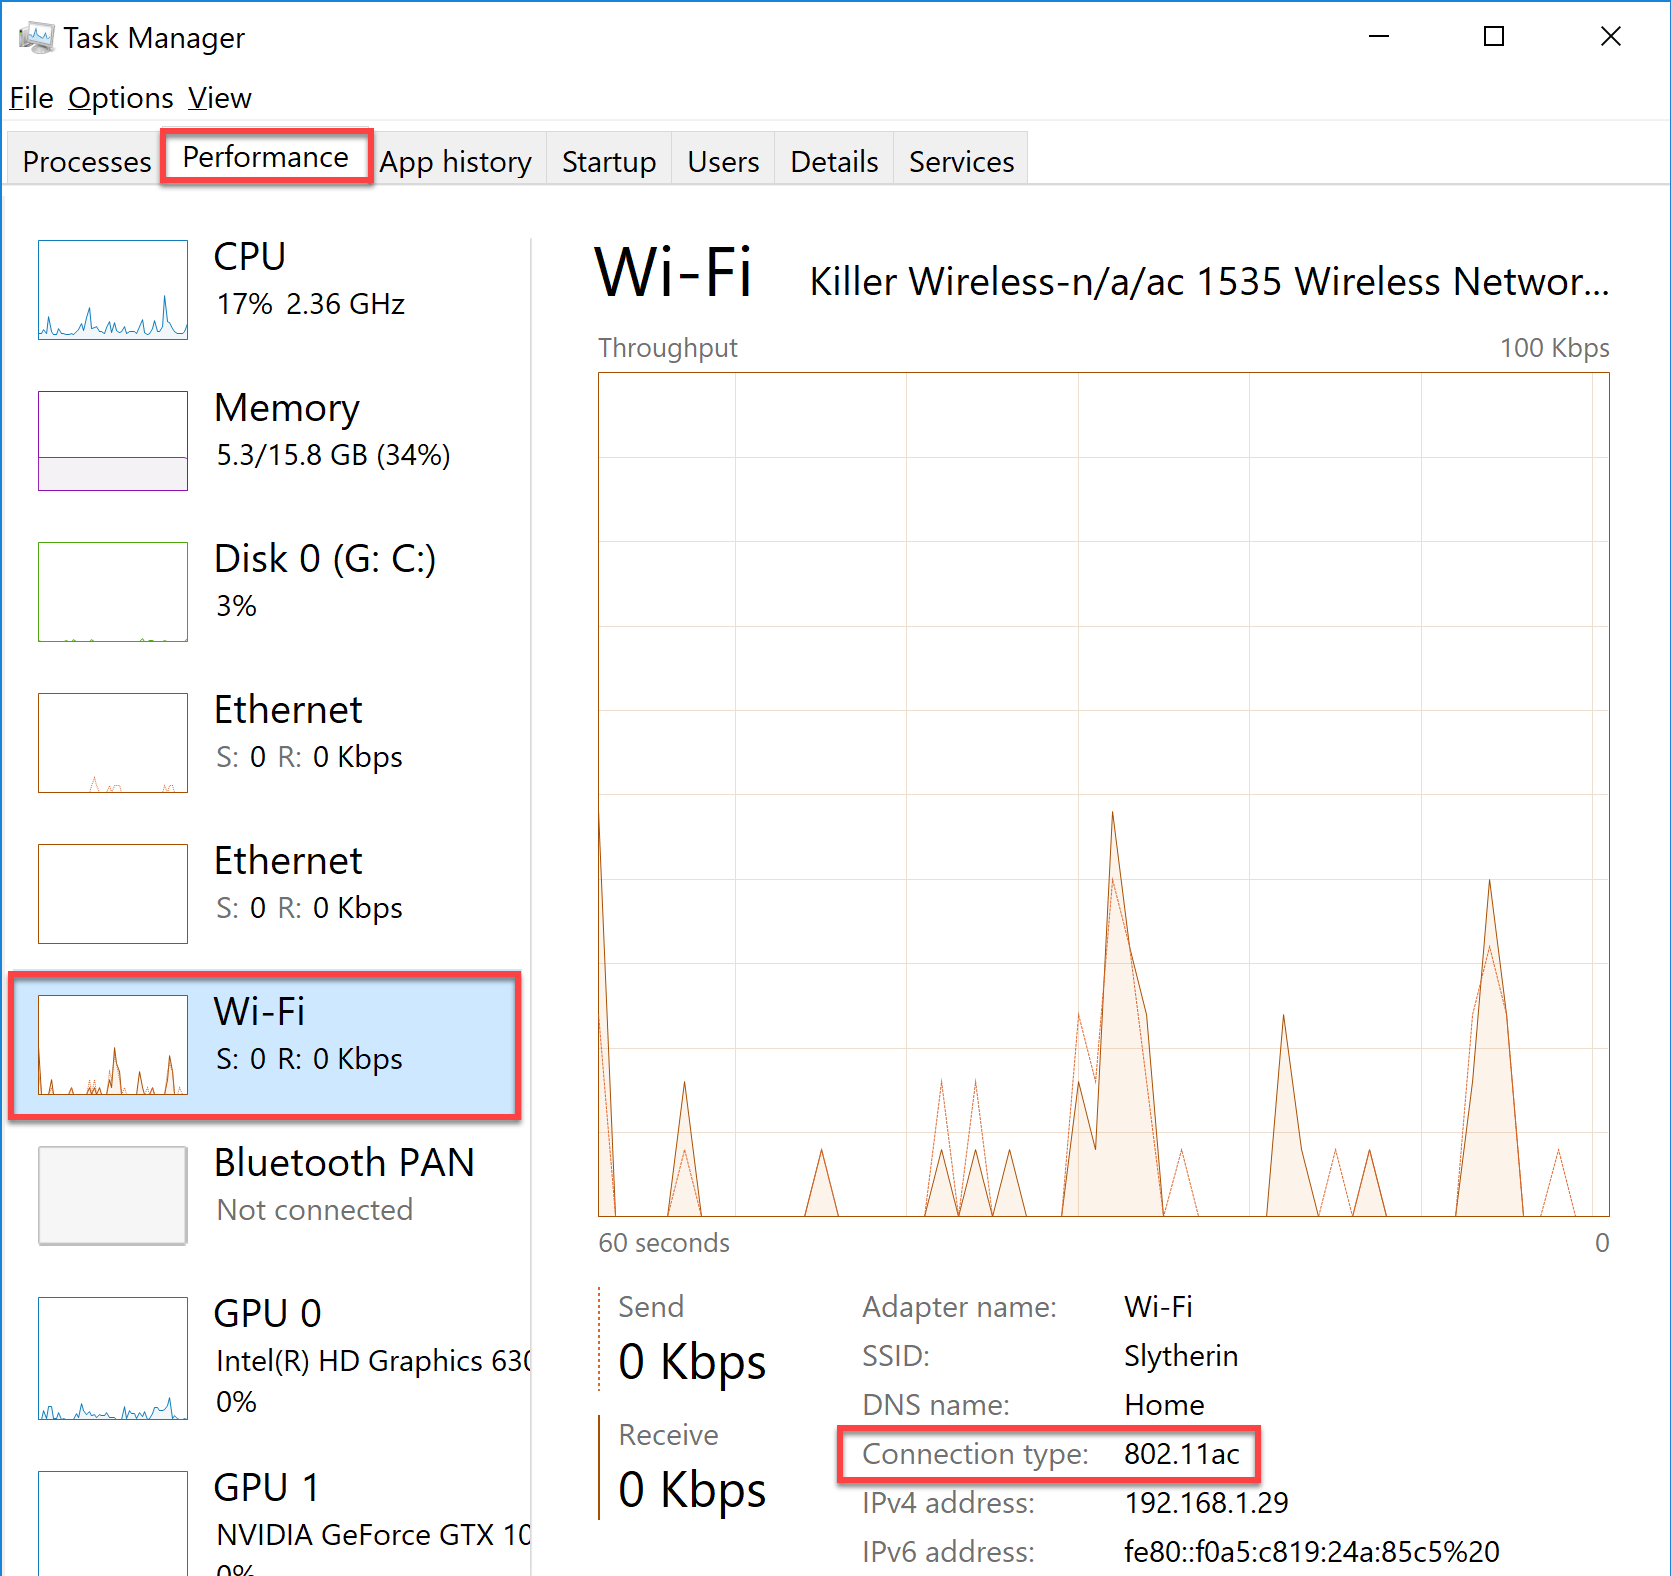 Task Manager
File Options View
Processes Performance App history Startup Users Details Services
CPU
17% 2.36 GHz
Memory
5.3/15.8 GB (34%)
Disk 0 (G: C:)
3%
Ethernet
S: 0 R: 0 Kbps
Ethernet
S: 0 R: 0 Kbps
Wi-Fi
S: 0 R: 0 Kbps
Bluetooth PAN
Not connected
GPU 0
Intel(R) HD Graphics 630
0%
GPU 1
NVIDIA GeForce GTX 10
0%
Wi-Fi Killer Wireless-n/a/ac 1535 Wireless Networ...
Throughput 100 Kbps
60 seconds 0
Send
0 Kbps
Receive
0 Kbps
Adapter name: Wi-Fi
SSID: Slytherin
DNS name: Home
Connection type: 802.11ac
IPv4 address: 192.168.1.29
IPv6 address: fe80::f0a5:c819:24a:85c5%20